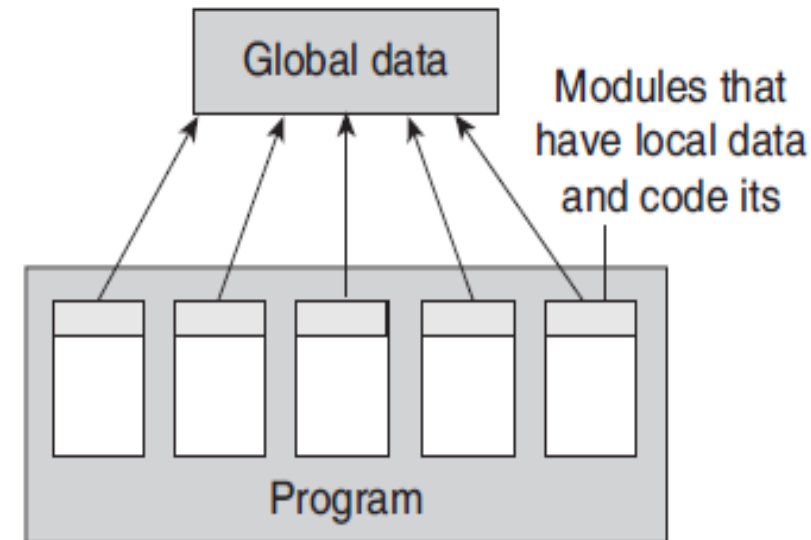 Global data
Modules that
have local data
and code its
Program